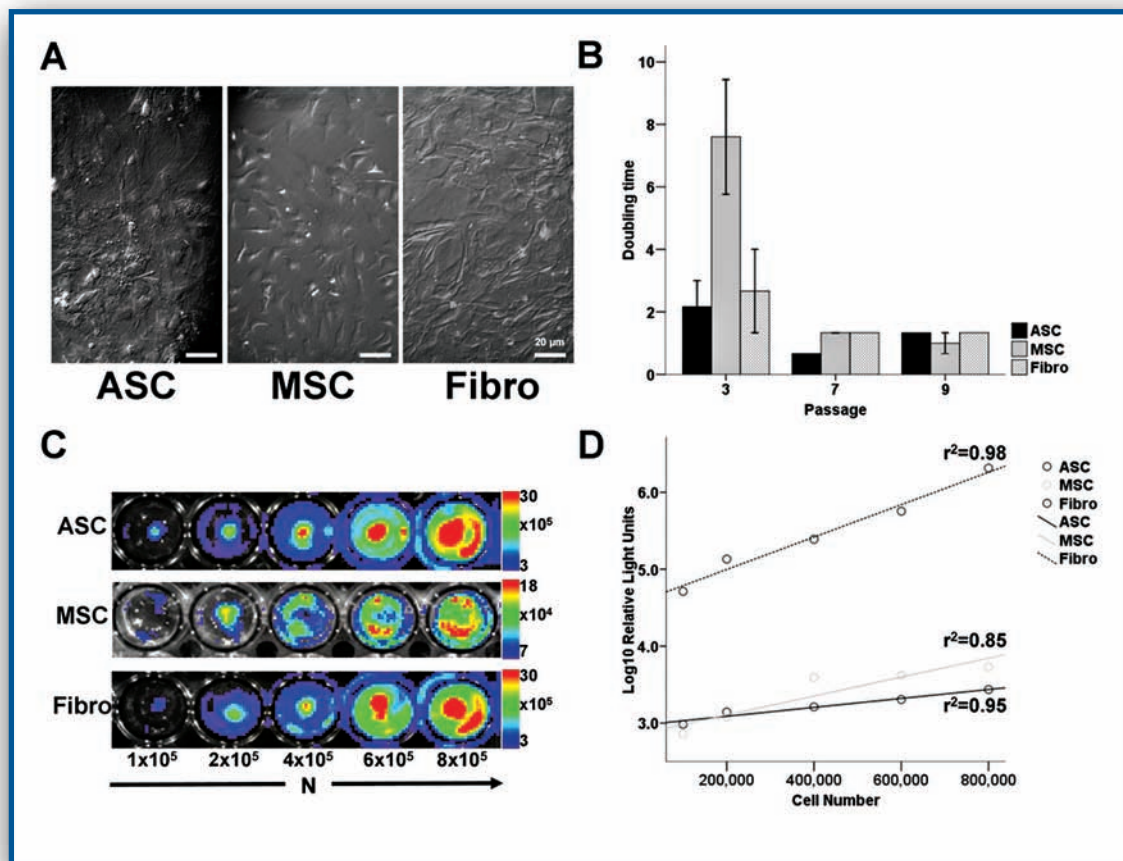 A
ASC
MSC
Fibro
20 µm
B
Doubling time
10
8
6
4
2
0
3
7
9
Passage
ASC
MSC
Fibro
C
ASC
30
x10⁵
3
MSC
18
x10⁴
7
Fibro
30
x10⁵
3
1x10⁵
2x10⁵
4x10⁵
6x10⁵
8x10⁵
N
D
Log10 Relative Light Units
6.0
5.0
4.0
3.0
r²=0.98
r²=0.85
r²=0.95
200,000
400,000
600,000
800,000
Cell Number
ASC
MSC
Fibro
ASC
MSC
Fibro